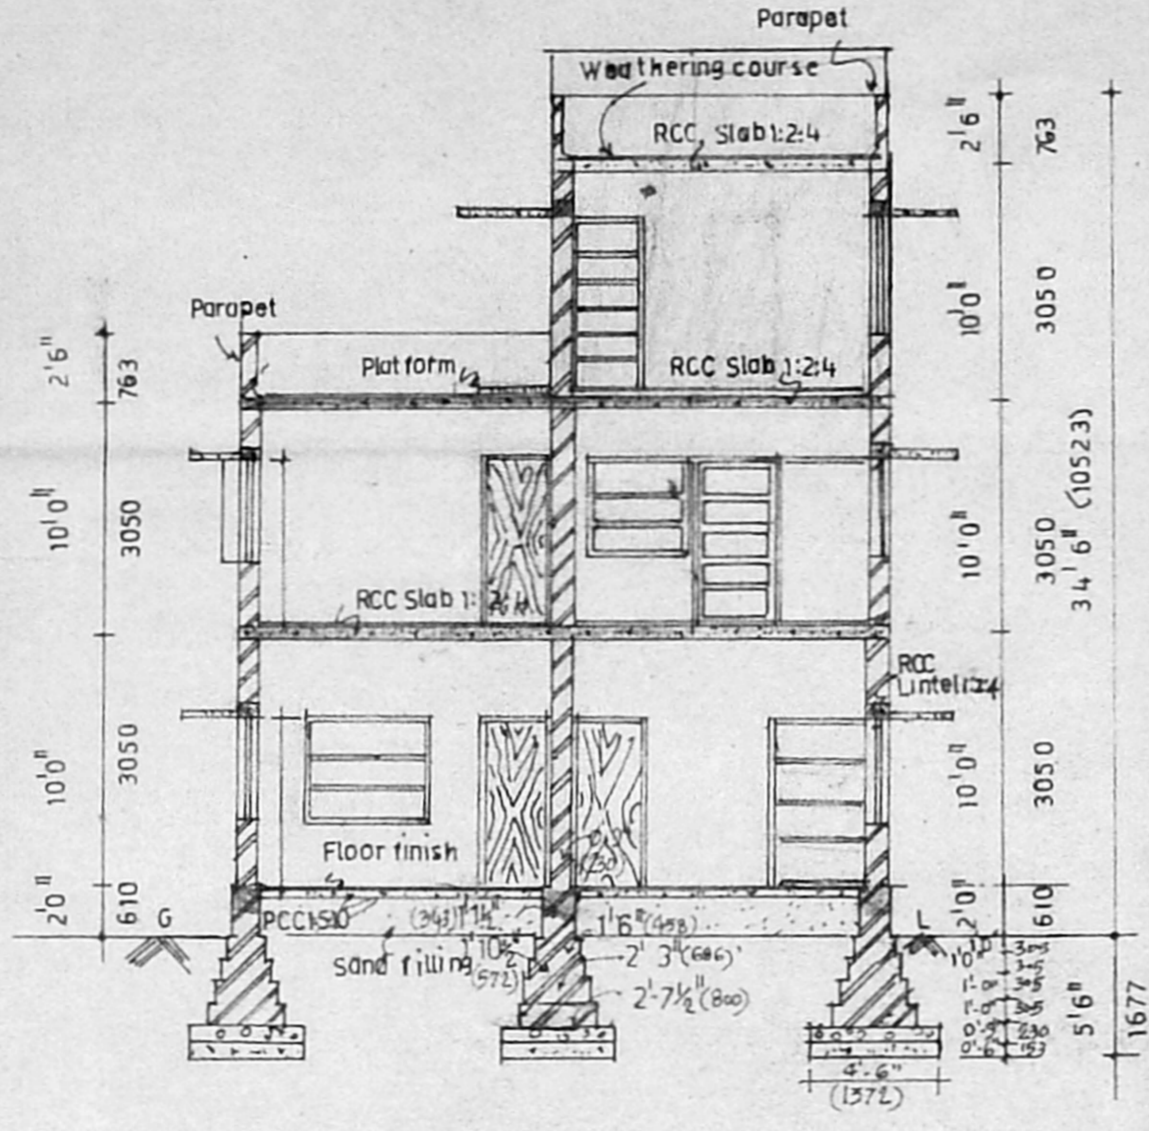 Parapet
Weathering course
RCC Slab 1:2:4
2'6"
763
Parapet
2'6"
763
Platform
RCC Slab 1:2:4
10'0"
3050
34'6" (10523)
10'0"
3050
RCC Slab 1:
10'0"
3050
RCC
Lintel 1:2:4
10'0"
3050
10'0"
3050
Floor finish
2'0"
610
G
PCC 1:5:10
(343) 1'1½"
1'6" (458)
2'0"
610
L
Sand filling
1'10½"
(572)
2' 3" (686)
2'-7½" (800)
1'0"
1'-0"
305
1'-0"
305
0'-9"
230
0'-6"
153
5'6"
1677
4'-6"
(1372)